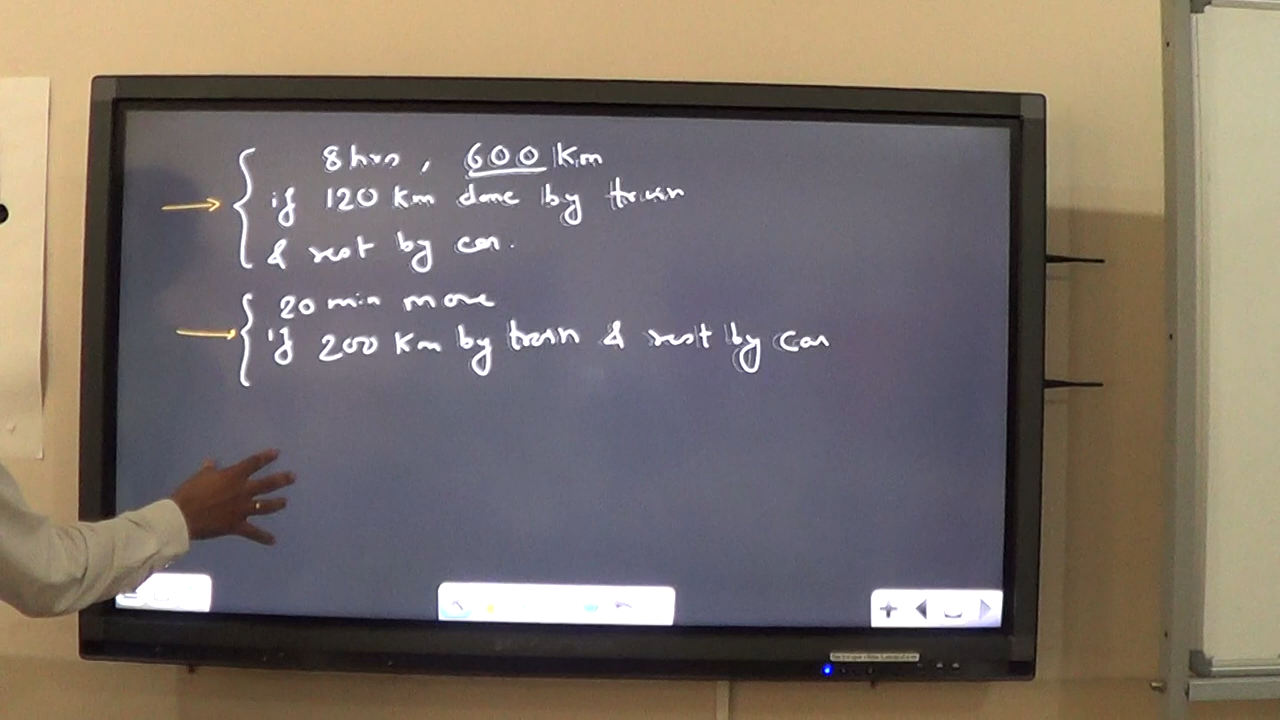 8 hrs, 600 Km
if 120 Km done by train
& rest by car.
20 min more
if 200 Km by train & rest by car